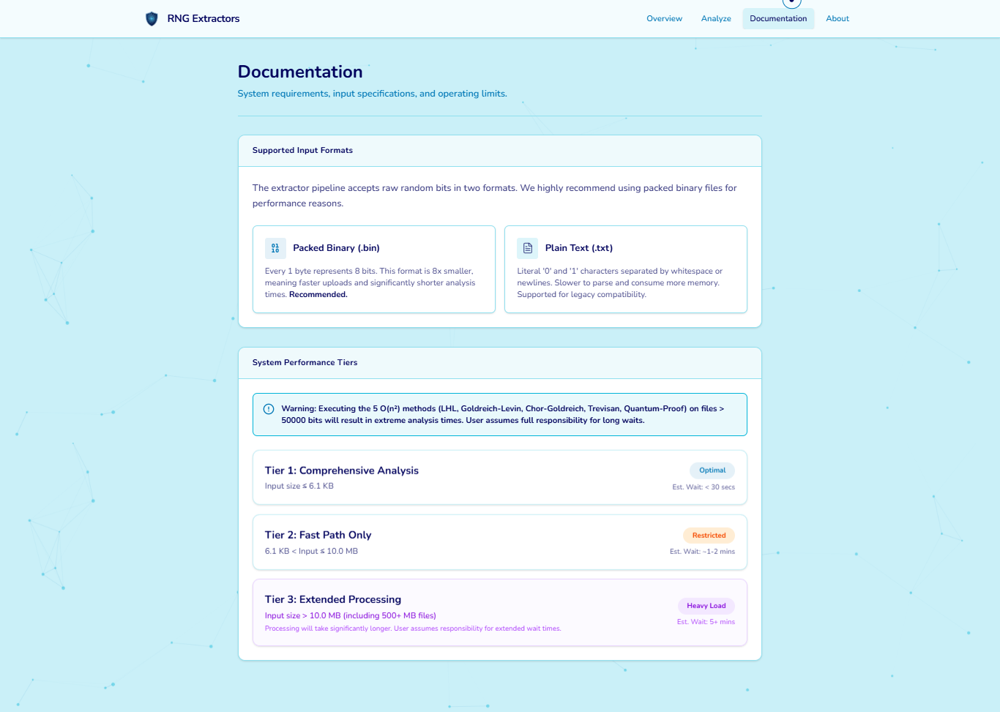 RNG Extractors
Overview
Analyze
Documentation
About
Documentation
System requirements, input specifications, and operating limits.
Supported Input Formats
The extractor pipeline accepts raw random bits in two formats. We highly recommend using packed binary files for
performance reasons.
01
10
Packed Binary (.bin)
Every 1 byte represents 8 bits. This format is 8x smaller,
meaning faster uploads and significantly shorter analysis
times. Recommended.
Plain Text (.txt)
Literal '0' and '1' characters separated by whitespace or
newlines. Slower to parse and consume more memory.
Supported for legacy compatibility.
System Performance Tiers
Warning: Executing the 5 O(n²) methods (LHL, Goldreich-Levin, Chor-Goldreich, Trevisan, Quantum-Proof) on files >
50000 bits will result in extreme analysis times. User assumes full responsibility for long waits.
Tier 1: Comprehensive Analysis
Input size ≤ 6.1 KB
Optimal
Est. Wait: < 30 secs
Tier 2: Fast Path Only
6.1 KB < Input ≤ 10.0 MB
Restricted
Est. Wait: ~1-2 mins
Tier 3: Extended Processing
Input size > 10.0 MB (including 500+ MB files)
Processing will take significantly longer. User assumes responsibility for extended wait times.
Heavy Load
Est. Wait: 5+ mins